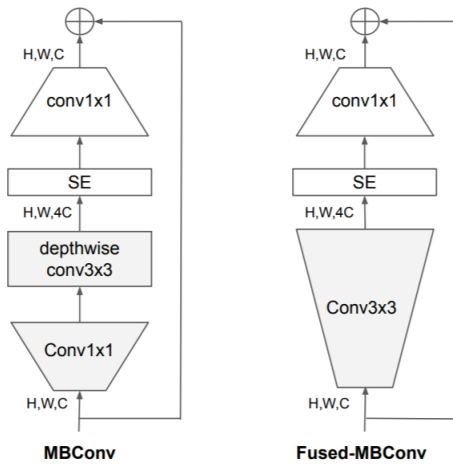 H,W,C
conv1x1
SE
H,W,4C
depthwise
conv3x3
Conv1x1
H,W,C
MBConv
H,W,C
conv1x1
SE
H,W,4C
Conv3x3
H,W,C
Fused-MBConv